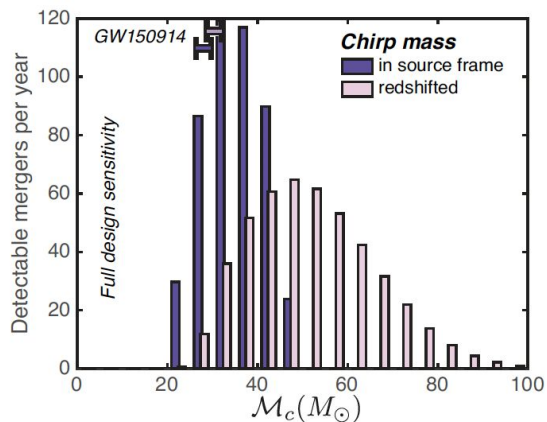 120
GW150914
Chirp mass
in source frame
redshifted
100
80
60
40
20
0
Detectable mergers per year
Full design sensitivity
0 20 40 60 80 100
ℳc(M⊙)